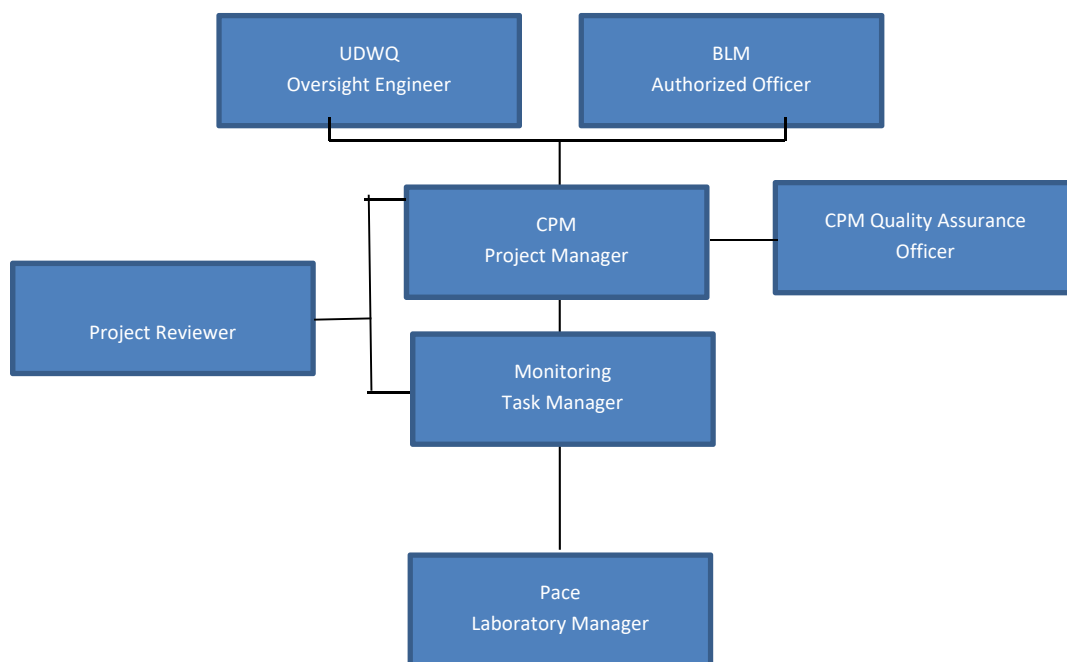 UDWQ
Oversight Engineer
BLM
Authorized Officer
CPM
Project Manager
CPM Quality Assurance
Officer
Project Reviewer
Monitoring
Task Manager
Pace
Laboratory Manager